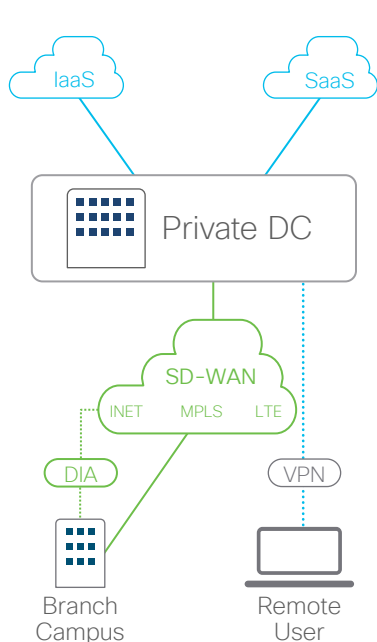 IaaS
SaaS
Private DC
SD-WAN
INET MPLS LTE
DIA
VPN
Branch
Campus
Remote
User